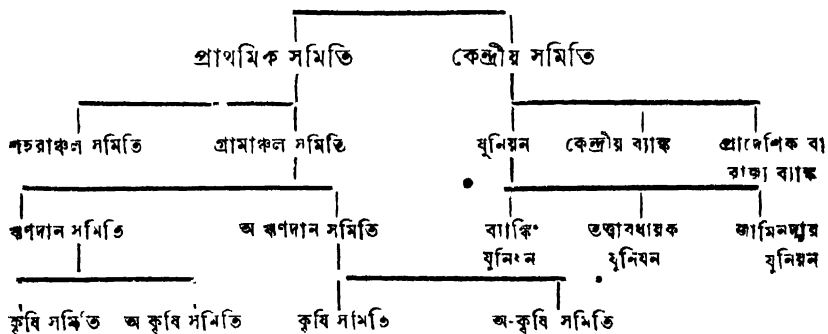 প্রাথমিক সমিতি কেন্দ্রীয় সমিতি
শহরাঞ্চল সমিতি গ্রামাঞ্চল সমিতি য়ুনিয়ন কেন্দ্রীয় ব্যাঙ্ক প্রাদেশিক বা
রাজ্য ব্যাঙ্ক
ঋণদান সমিতি অ ঋণদান সমিতি ব্যাঙ্কিং তত্ত্বাবধায়ক জামিনদার
য়ুনিয়ন য়ুনিয়ন য়ুনিয়ন
কৃষি সমিতি অ কৃষি সমিতি কৃষি সমিতি অ-কৃষি সমিতি